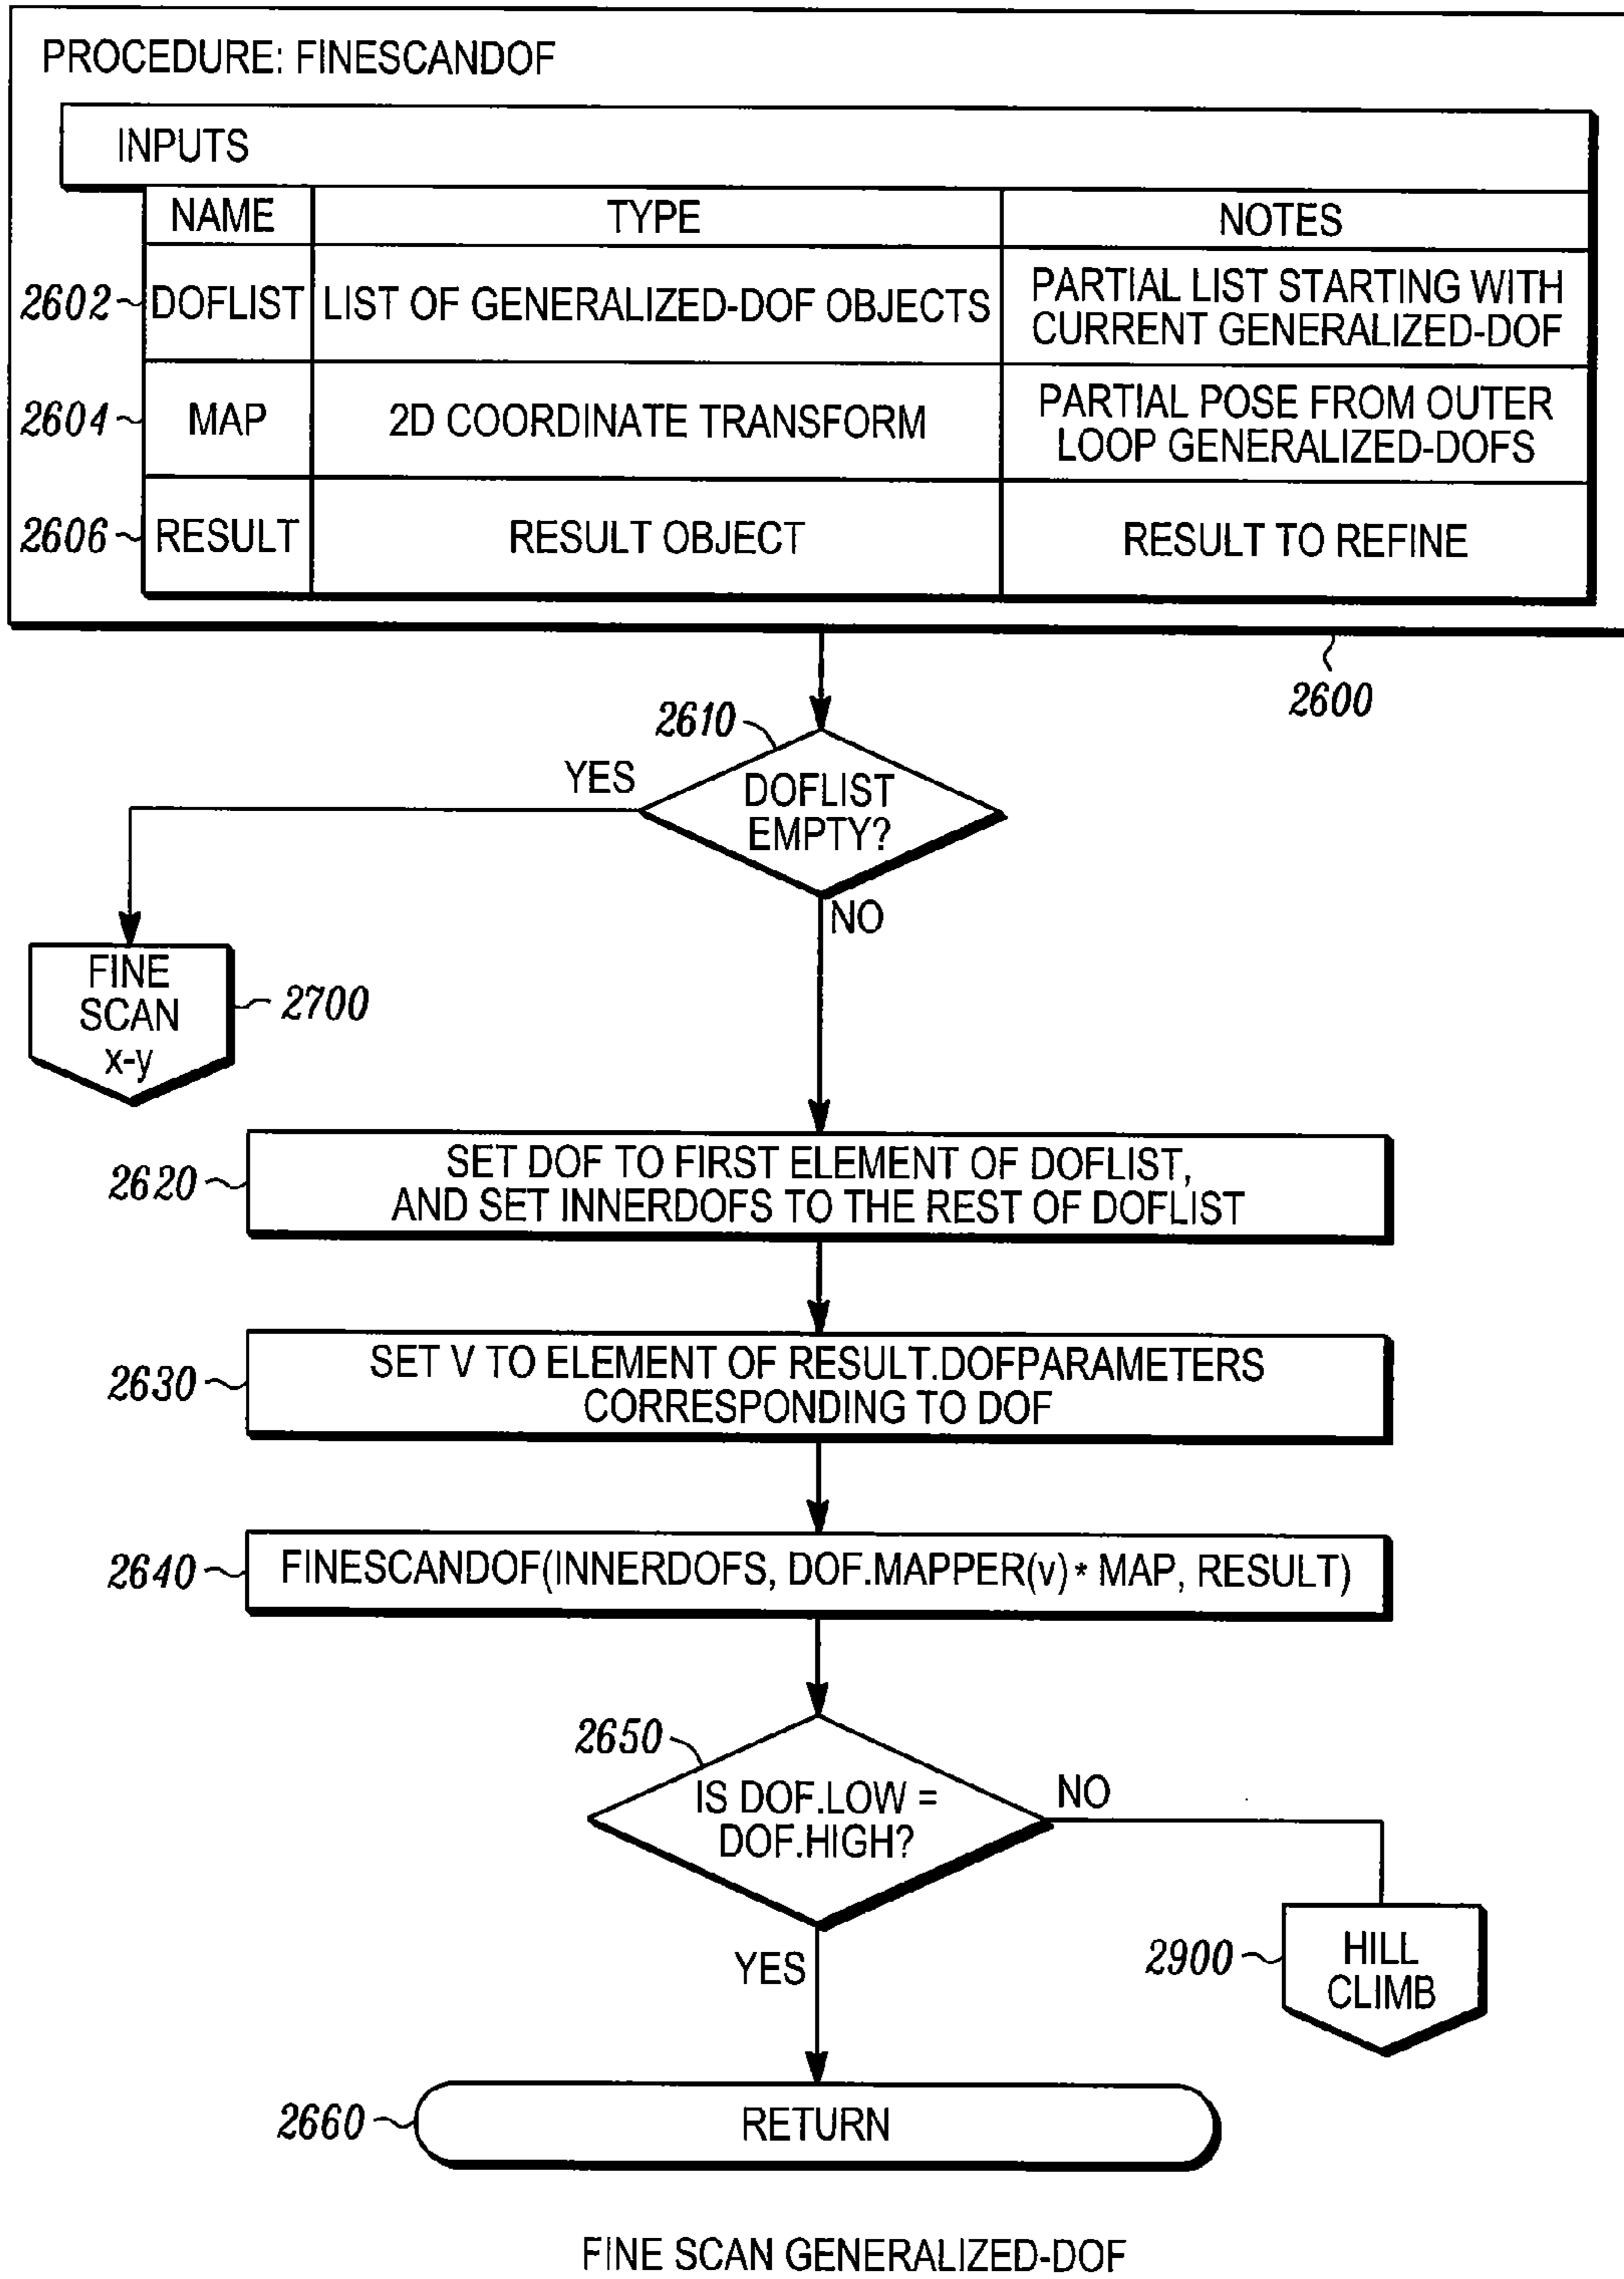 PROCEDURE: FINESCANDOF
INPUTS
NAME TYPE NOTES
2602 DOFLIST LIST OF GENERALIZED-DOF OBJECTS PARTIAL LIST STARTING WITH
CURRENT GENERALIZED-DOF
2604 MAP 2D COORDINATE TRANSFORM PARTIAL POSE FROM OUTER
LOOP GENERALIZED-DOFS
2606 RESULT RESULT OBJECT RESULT TO REFINE
2600
2610
YES
DOFLIST
EMPTY?
NO
FINE
SCAN
x-y
2700
2620
SET DOF TO FIRST ELEMENT OF DOFLIST,
AND SET INNERDOFS TO THE REST OF DOFLIST
2630
SET V TO ELEMENT OF RESULT.DOFPARAMETERS
CORRESPONDING TO DOF
2640
FINESCANDOF(INNERDOFS, DOF.MAPPER(v) * MAP, RESULT)
2650
IS DOF.LOW =
DOF.HIGH?
NO
YES
2900
HILL
CLIMB
2660
RETURN
FINE SCAN GENERALIZED-DOF